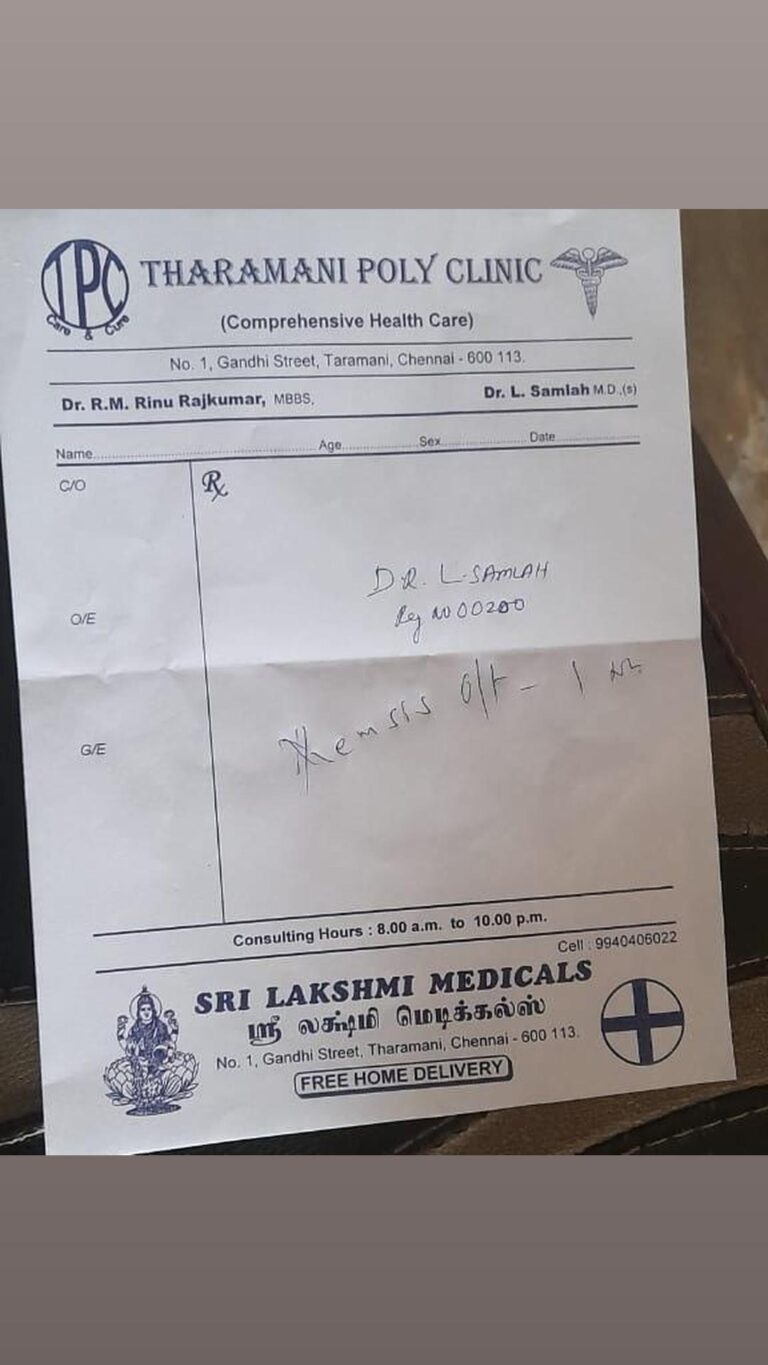 TPC
Care & Cure
THARAMANI POLY CLINIC
(Comprehensive Health Care)
No. 1, Gandhi Street, Taramani, Chennai - 600 113.
Dr. R.M. Rinu Rajkumar, MBBS,
Dr. L. Samlah M.D.,(s)
Name.......... Age.......... Sex.......... Date..........
C/O
Rx
DR. L. SAMLAH
Reg No 00200
O/E
o/t - 1
G/E
Consulting Hours : 8.00 a.m. to 10.00 p.m.
Cell : 9940406022
SRI LAKSHMI MEDICALS
ஸ்ரீ லக்ஷ்மி மெடிக்கல்ஸ்
No. 1, Gandhi Street, Tharamani, Chennai - 600 113.
FREE HOME DELIVERY